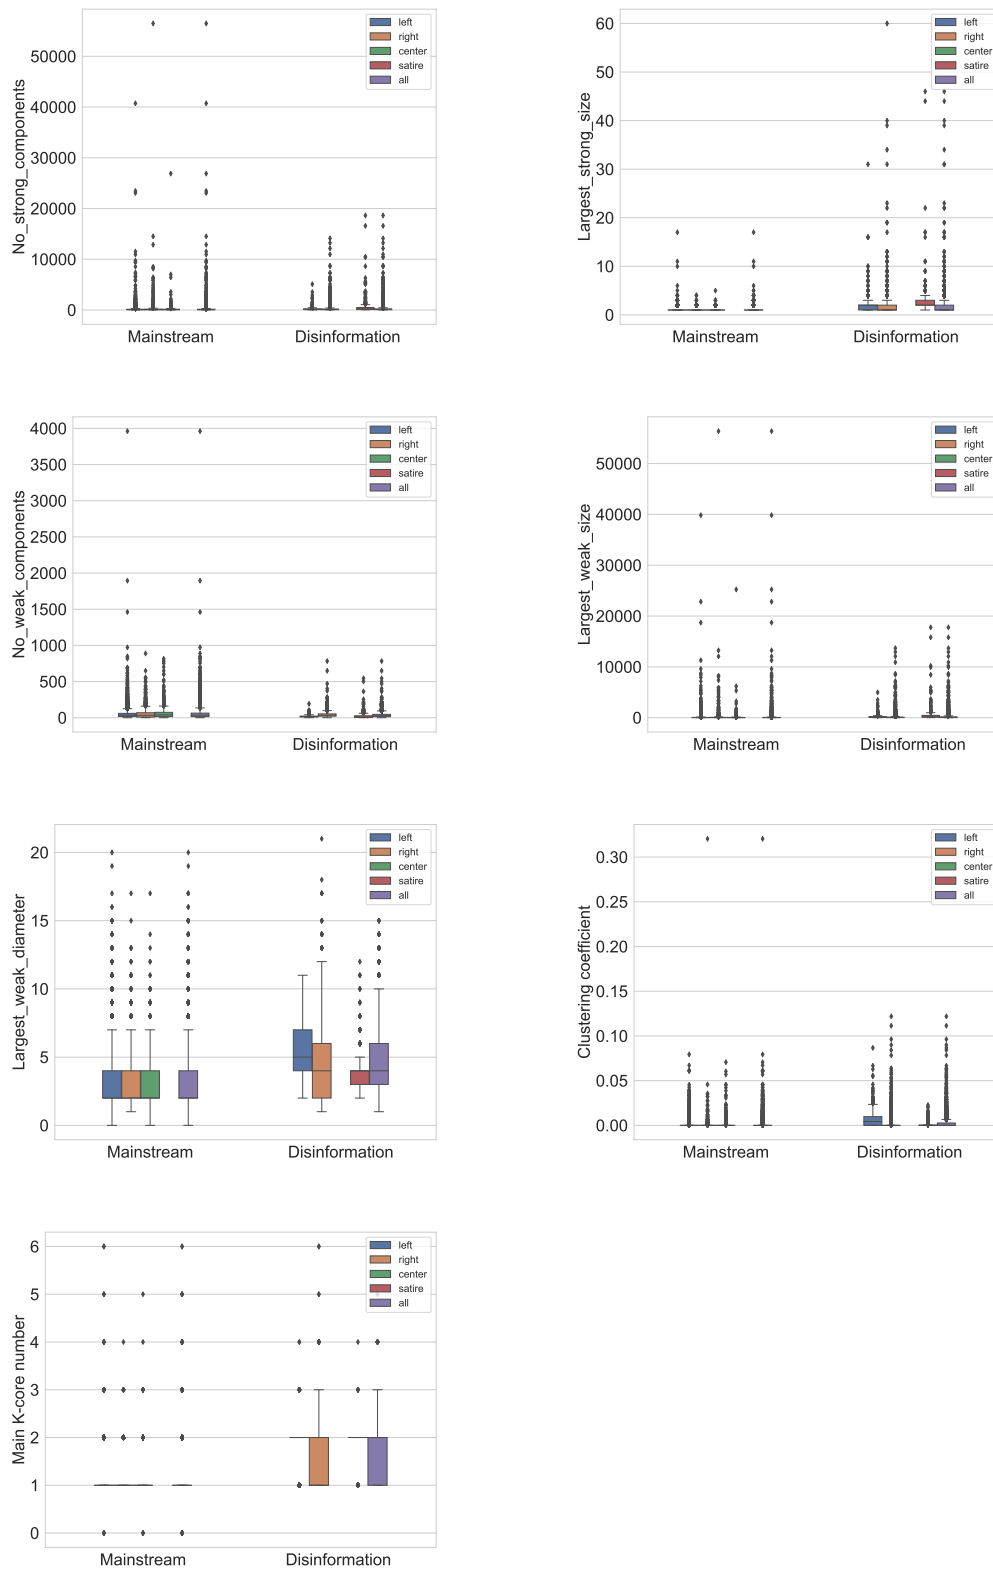 No_strong_components
50000
40000
30000
20000
10000
0
Mainstream
Disinformation
left
right
center
satire
all
Largest_strong_size
60
50
40
30
20
10
0
Mainstream
Disinformation
left
right
center
satire
all
No_weak_components
4000
3500
3000
2500
2000
1500
1000
500
0
Mainstream
Disinformation
left
right
center
satire
all
Largest_weak_size
50000
40000
30000
20000
10000
0
Mainstream
Disinformation
left
right
center
satire
all
Largest_weak_diameter
20
15
10
5
0
Mainstream
Disinformation
left
right
center
satire
all
Clustering coefficient
0.30
0.25
0.20
0.15
0.10
0.05
0.00
Mainstream
Disinformation
left
right
center
satire
all
Main K-core number
6
5
4
3
2
1
0
Mainstream
Disinformation
left
right
center
satire
all